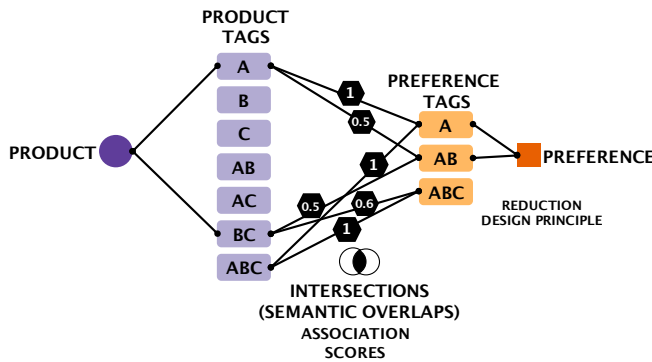 PRODUCT
TAGS
A
B
C
AB
AC
BC
ABC
PRODUCT
1
0.5
1
0.5
0.6
1
PREFERENCE
TAGS
A
AB
ABC
PREFERENCE
REDUCTION
DESIGN PRINCIPLE
INTERSECTIONS
(SEMANTIC OVERLAPS)
ASSOCIATION
SCORES